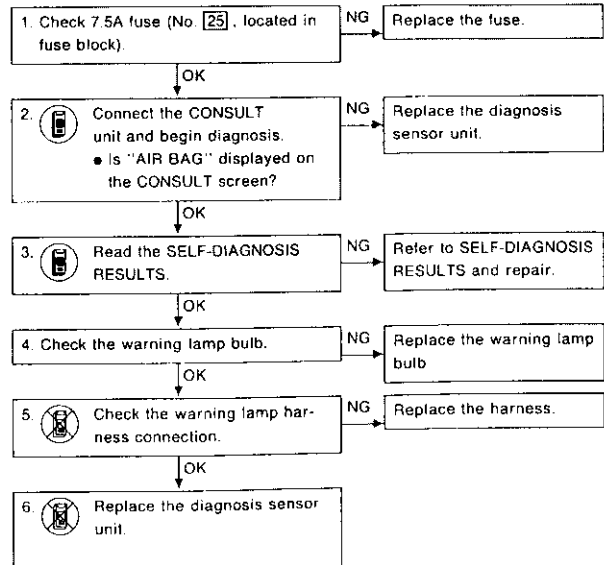 1. Check 7.5A fuse (No. 25 , located in
fuse block).
NG
Replace the fuse.
OK
2. Connect the CONSULT
unit and begin diagnosis.
● Is "AIR BAG" displayed on
the CONSULT screen?
NG
Replace the diagnosis
sensor unit.
OK
3. Read the SELF-DIAGNOSIS
RESULTS.
NG
Refer to SELF-DIAGNOSIS
RESULTS and repair.
OK
4. Check the warning lamp bulb.
NG
Replace the warning lamp
bulb
OK
5. Check the warning lamp har-
ness connection.
NG
Replace the harness.
OK
6. Replace the diagnosis sensor
unit.